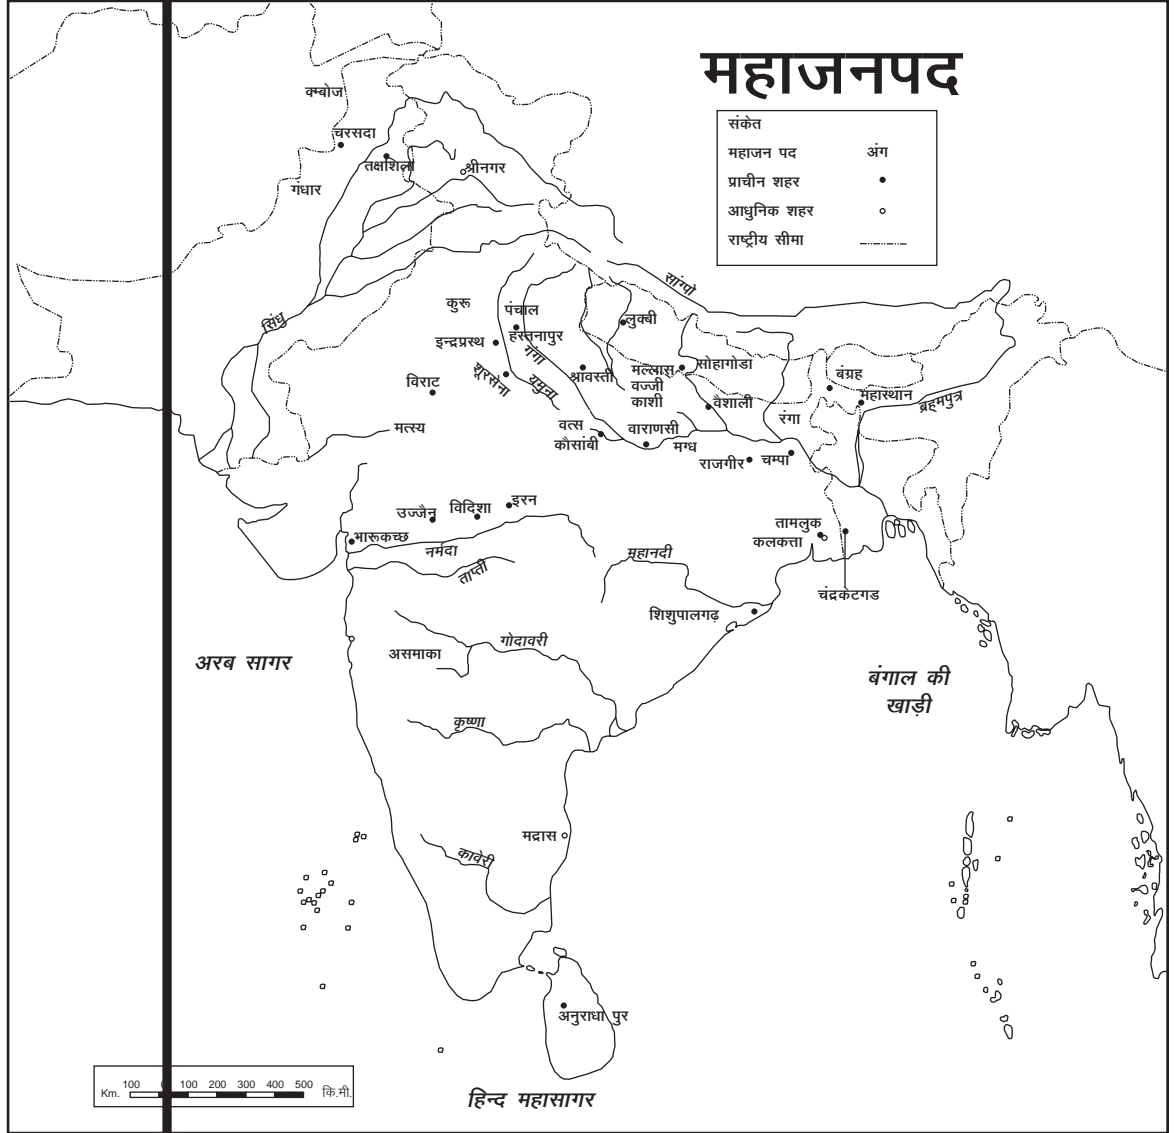 महाजनपद
संकेत
महाजन पद अंग
प्राचीन शहर
आधुनिक शहर
राष्ट्रीय सीमा
क्म्बोज
चरसदा
तक्षशिला
श्रीनगर
गंधार
सांग्पो
सिंधु
कुरू
पंचाल
हस्तनापुर
लुक्बी
इन्द्रप्रस्थ
गंगा
शूरसेना
यमुना
श्रावस्ती
मल्लास
वज्जी
काशी
सोहागोडा
बंग्रह
महास्थान
ब्रह्मपुत्र
विराट
वैशाली
रंगा
मत्स्य
वत्स
कौसांबी
वाराणसी
मग्ध
राजगीर
चम्पा
उज्जैन
विदिशा
इरन
भारूकच्छ
नर्मदा
ताप्ती
महानदी
तामलुक
कलकत्ता
चंद्रकेटगड
शिशुपालगढ़
गोदावरी
असमाका
अरब सागर
बंगाल की
खाड़ी
कृष्णा
मद्रास
कावेरी
अनुराधा पुर
हिन्द महासागर
100 0 100 200 300 400 500
Km. कि.मी.